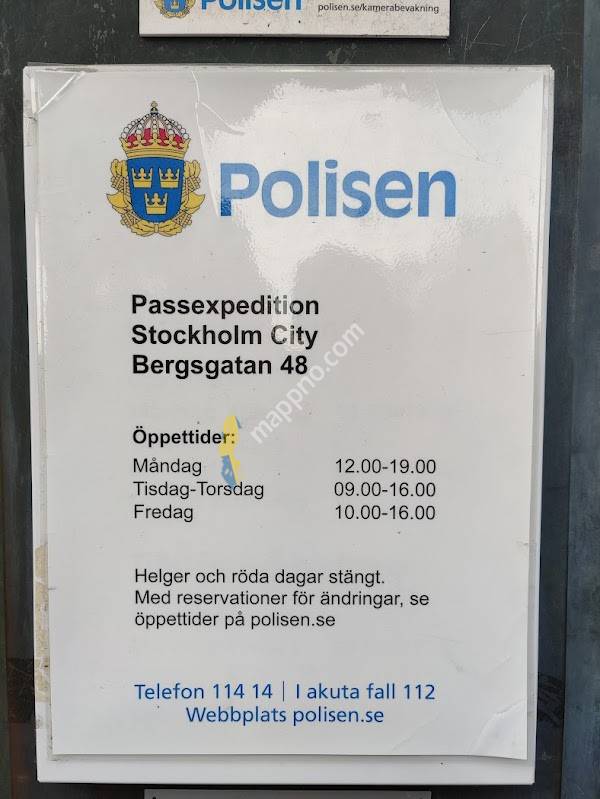 Polisen
polisen.se/kamerabevakning
Polisen
Passexpedition
Stockholm City
Bergsgatan 48
mappno.com
Öppettider:
Måndag 12.00-19.00
Tisdag-Torsdag 09.00-16.00
Fredag 10.00-16.00
Helger och röda dagar stängt.
Med reservationer för ändringar, se
öppettider på polisen.se
Telefon 114 14 | I akuta fall 112
Webbplats polisen.se